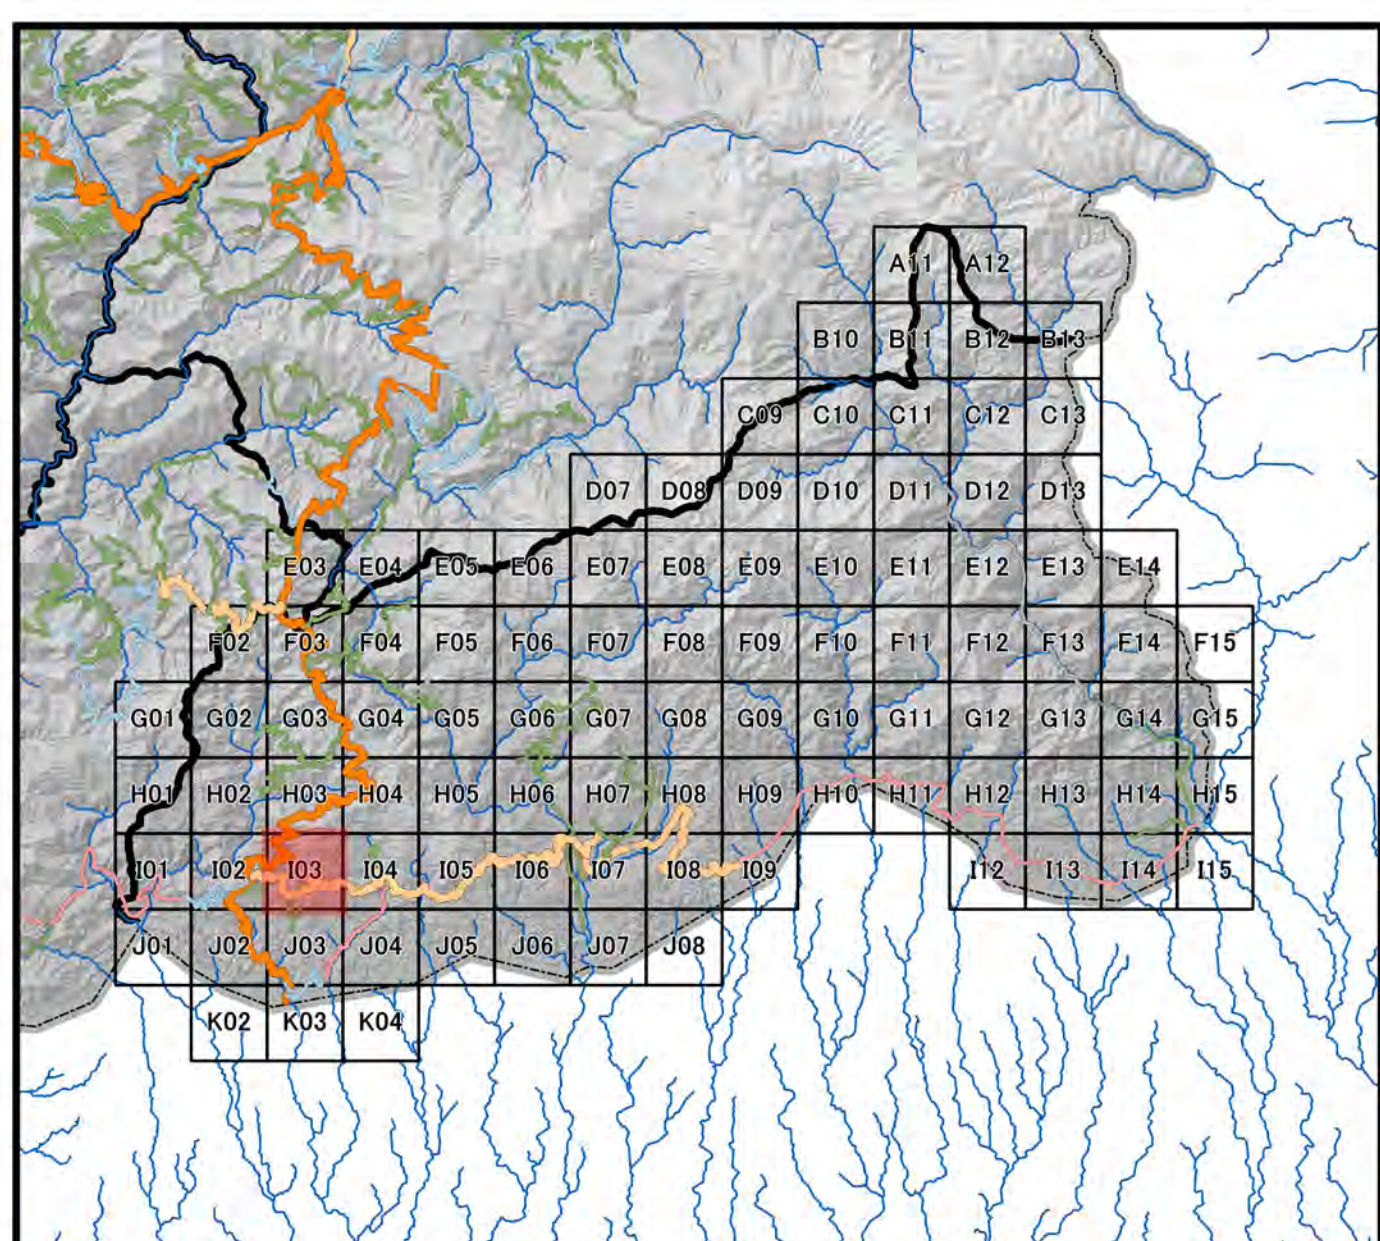 A11 A12
B10 B11 B12 B13
C09 C10 C11 C12 C13
D07 D08 D09 D10 D11 D12 D13
E03 E04 E05 E06 E07 E08 E09 E10 E11 E12 E13 E14
F02 F03 F04 F05 F06 F07 F08 F09 F10 F11 F12 F13 F14 F15
G01 G02 G03 G04 G05 G06 G07 G08 G09 G10 G11 G12 G13 G14 G15
H01 H02 H03 H04 H05 H06 H07 H08 H09 H10 H11 H12 H13 H14 H15
I01 I02 I03 I04 I05 I06 I07 I08 I09 I12 I13 I14 I15
J01 J02 J03 J04 J05 J06 J07 J08
K02 K03 K04